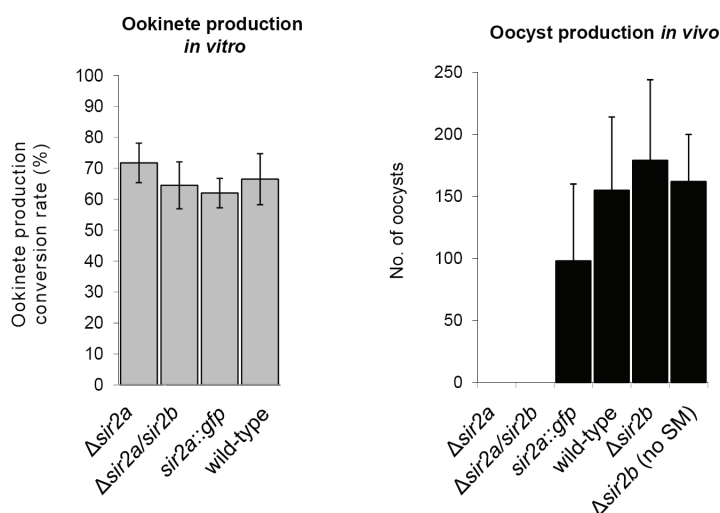 Ookinete production
in vitro
Ookinete production
conversion rate (%)
100
90
80
70
60
50
40
30
20
10
0
Δsir2a
Δsir2a/sir2b
sir2a::gfp
wild-type
Oocyst production in vivo
No. of oocysts
250
200
150
100
50
0
Δsir2a
Δsir2a/sir2b
sir2a::gfp
wild-type
Δsir2b
Δsir2b (no SM)